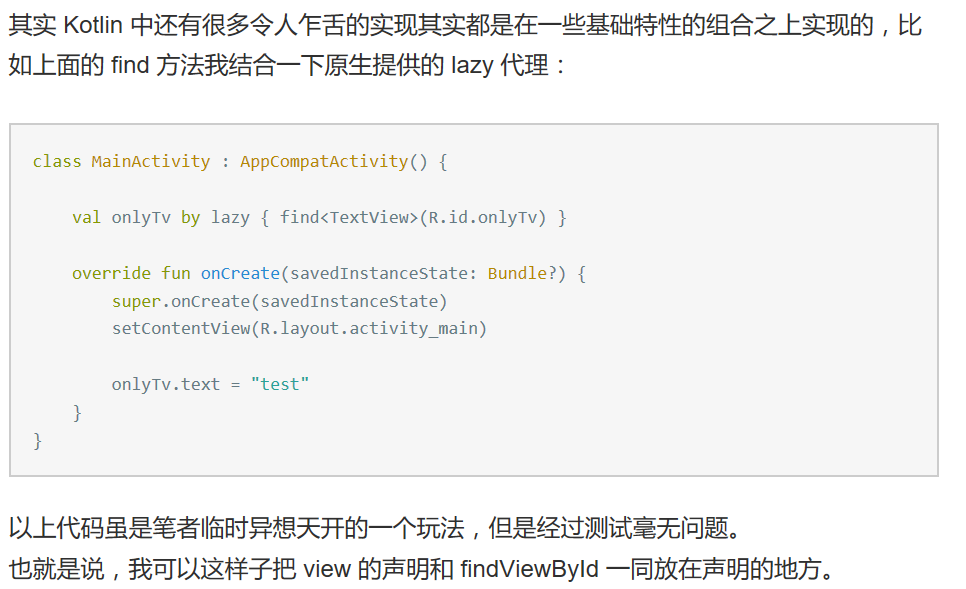 其实 Kotlin 中还有很多令人乍舌的实现其实都是在一些基础特性的组合之上实现的，比
如上面的 find 方法我结合一下原生提供的 lazy 代理：
class MainActivity : AppCompatActivity() {
    val onlyTv by lazy { find<TextView>(R.id.onlyTv) }
    override fun onCreate(savedInstanceState: Bundle?) {
        super.onCreate(savedInstanceState)
        setContentView(R.layout.activity_main)
        onlyTv.text = "test"
    }
}
以上代码虽是笔者临时异想天开的一个玩法，但是经过测试毫无问题。
也就是说，我可以这样子把 view 的声明和 findViewById 一同放在声明的地方。